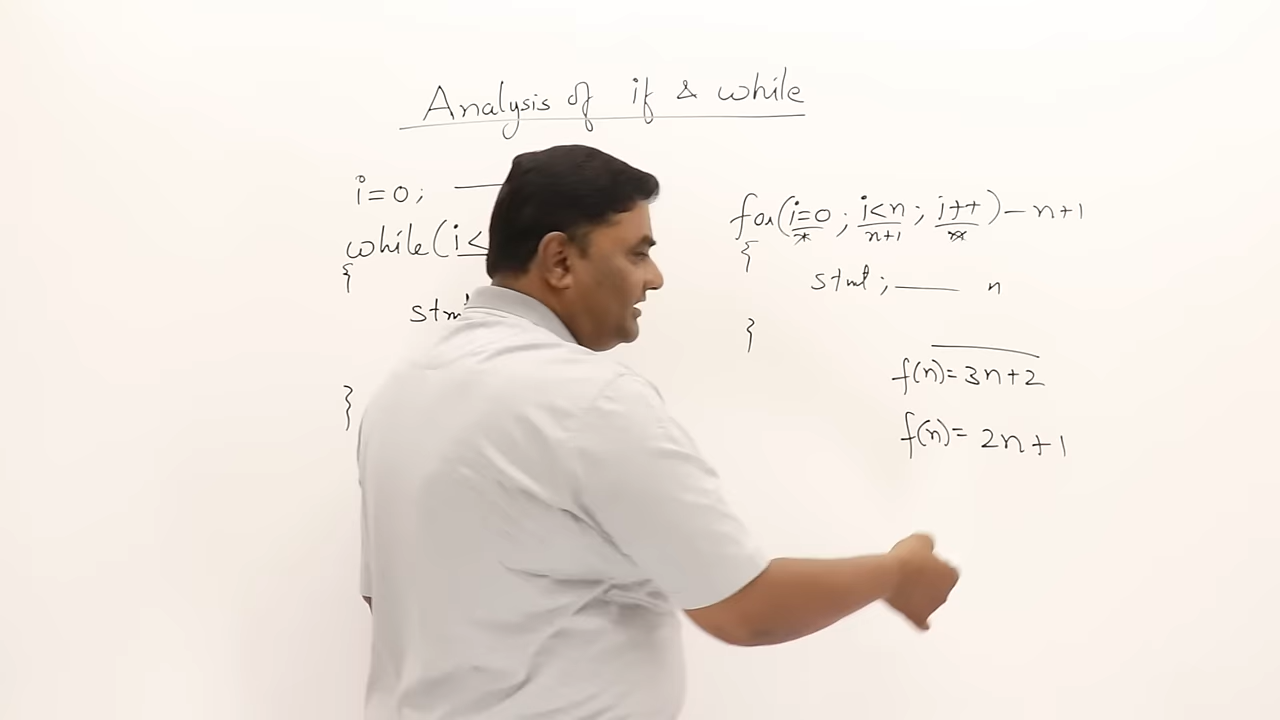 Analysis of if & while
i=0;
while(i<
{
stm
}
for(i=0; i<n; i++) - n+1
n+1
{
stmt; n
}
f(n)=3n+2
f(n)= 2n+1